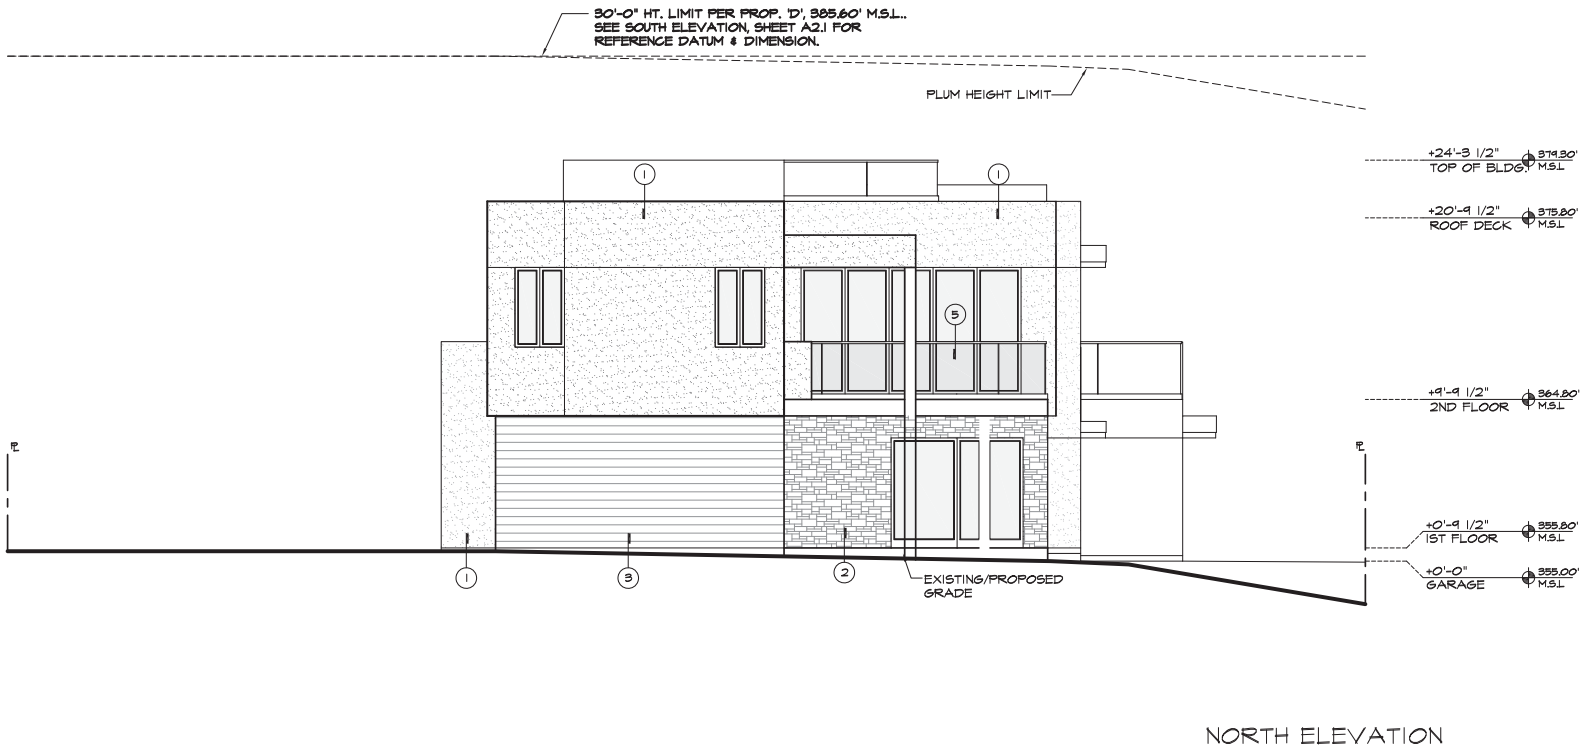 30'-0" HT. LIMIT PER PROP. 'D', 385.60' M.S.L..
SEE SOUTH ELEVATION, SHEET A2.1 FOR
REFERENCE DATUM & DIMENSION.
PLUM HEIGHT LIMIT
+24'-3 1/2" 379.30'
TOP OF BLDG. M.S.L
1
1
+20'-9 1/2" 375.80'
ROOF DECK M.S.L
5
+9'-9 1/2" 364.80'
2ND FLOOR M.S.L
PL
PL
+0'-9 1/2" 355.80'
1ST FLOOR M.S.L
1
3
2
EXISTING/PROPOSED
GRADE
+0'-0" 355.00'
GARAGE M.S.L
NORTH ELEVATION